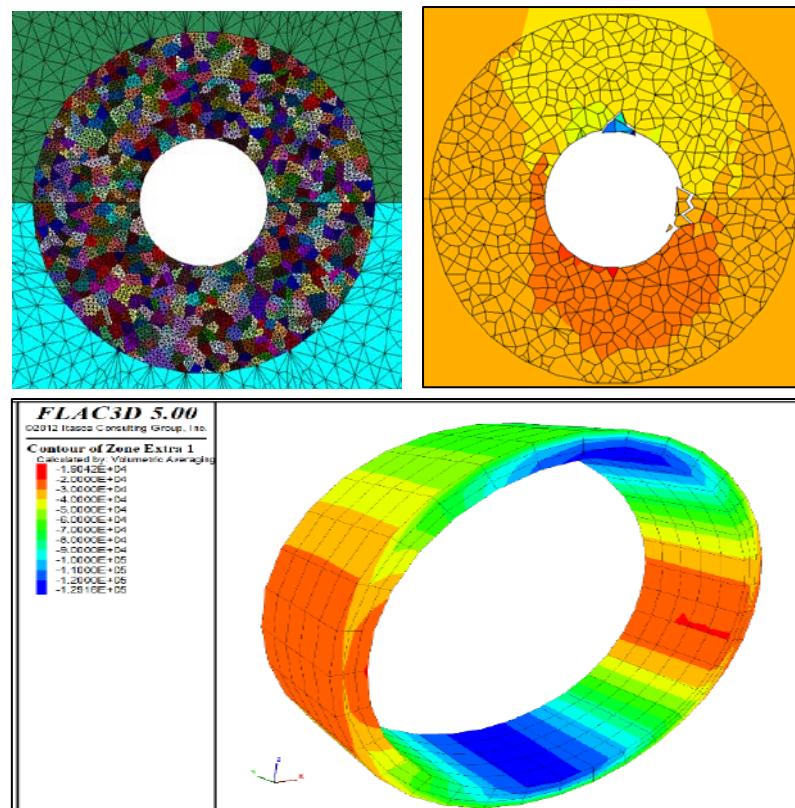 FLAC3D 5.00
©2012 Itasca Consulting Group, Inc.
Contour of Zone Extra 1
Calculated by: Volumetric Averaging
-1.9042E+04
-2.0000E+04
-3.0000E+04
-4.0000E+04
-5.0000E+04
-6.0000E+04
-7.0000E+04
-8.0000E+04
-9.0000E+04
-1.0000E+05
-1.1000E+05
-1.2000E+05
-1.2916E+05
Z
Y X